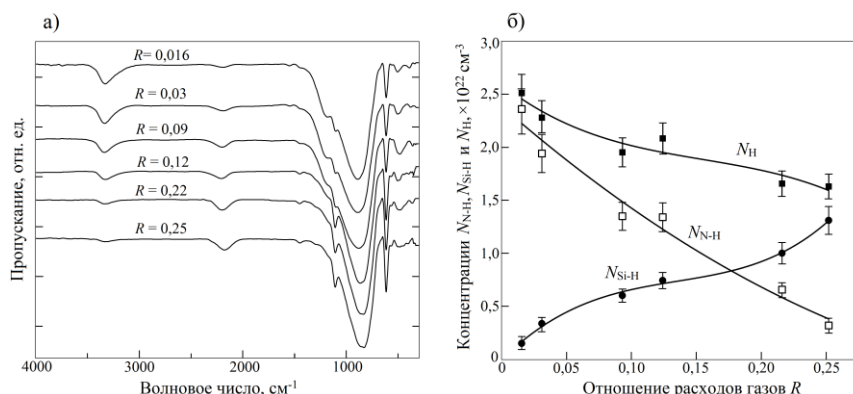 а)
R= 0,016
R = 0,03
R = 0,09
R = 0,12
R = 0,22
R = 0,25
Пропускание, отн. ед.
4000 3000 2000 1000
Волновое число, см-1
б)
Концентрации NN-H, NSi-H и NH, ×10²² см-3
3,0
2,5
2,0
1,5
1,0
0,5
0
NH
NN-H
NSi-H
0 0,05 0,10 0,15 0,20 0,25
Отношение расходов газов R